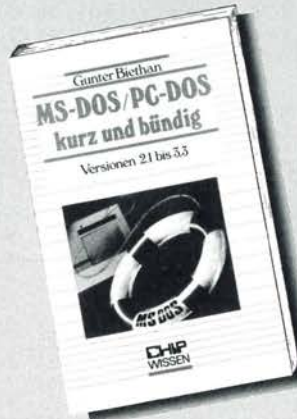 Gunter Biethan
MS-DOS/PC-DOS
kurz und bündig
Versionen 2.1 bis 3.3
MS DOS
CHIP
WISSEN